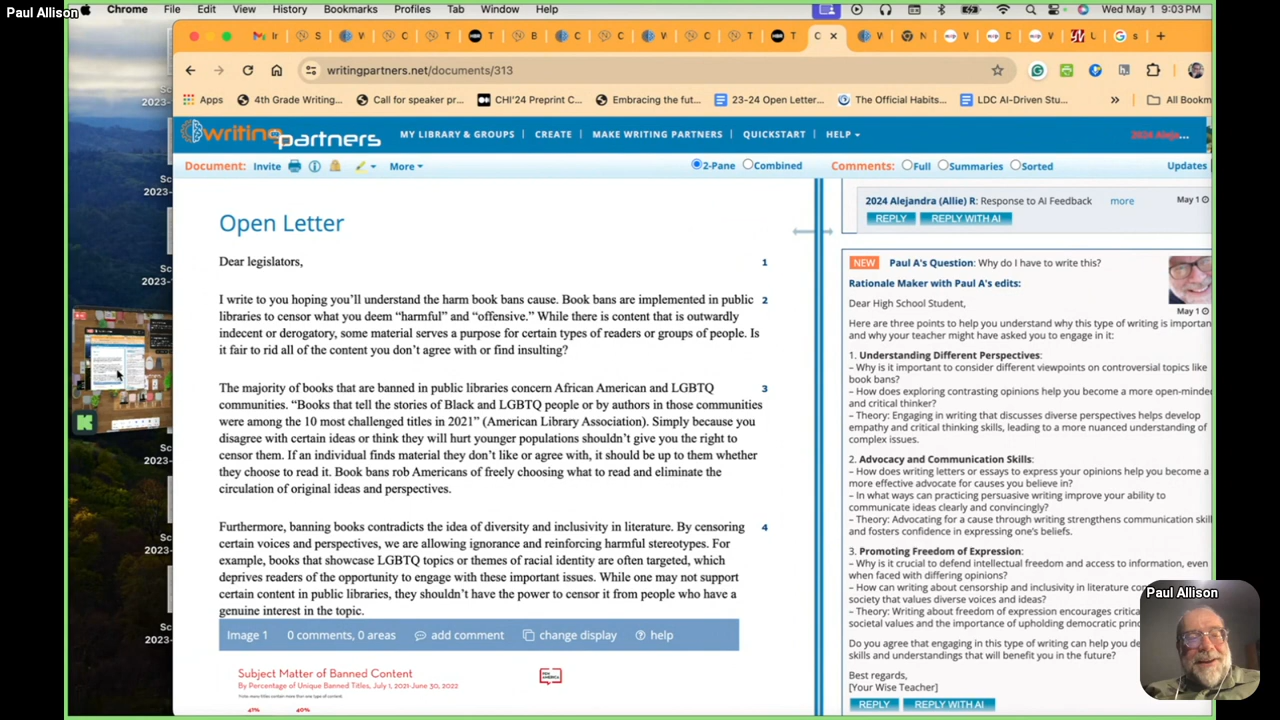 Paul Allison
Chrome File Edit View History Bookmarks Profiles Tab Window Help
Wed May 1 9:03 PM
writingpartners.net/documents/313
Apps 4th Grade Writing... Call for speaker pr... CHI'24 Preprint C... Embracing the fut... 23-24 Open Letter... The Official Habits... LDC AI-Driven Stu... » All Bookm
writing partners MY LIBRARY & GROUPS CREATE MAKE WRITING PARTNERS QUICKSTART HELP
Document: Invite More 2-Pane Combined Comments: Full Summaries Sorted Updates
Open Letter
Dear legislators, 1
I write to you hoping you'll understand the harm book bans cause. Book bans are implemented in public 2
libraries to censor what you deem “harmful” and “offensive.” While there is content that is outwardly
indecent or derogatory, some material serves a purpose for certain types of readers or groups of people. Is
it fair to rid all of the content you don't agree with or find insulting?
The majority of books that are banned in public libraries concern African American and LGBTQ 3
communities. “Books that tell the stories of Black and LGBTQ people or by authors in those communities
were among the 10 most challenged titles in 2021” (American Library Association). Simply because you
disagree with certain ideas or think they will hurt younger populations shouldn't give you the right to
censor them. If an individual finds material they don't like or agree with, it should be up to them whether
they choose to read it. Book bans rob Americans of freely choosing what to read and eliminate the
circulation of original ideas and perspectives.
Furthermore, banning books contradicts the idea of diversity and inclusivity in literature. By censoring 4
certain voices and perspectives, we are allowing ignorance and reinforcing harmful stereotypes. For
example, books that showcase LGBTQ topics or themes of racial identity are often targeted, which
deprives readers of the opportunity to engage with these important issues. While one may not support
certain content in public libraries, they shouldn't have the power to censor it from people who have a
genuine interest in the topic.
Image 1 0 comments, 0 areas add comment change display help
Subject Matter of Banned Content
By Percentage of Unique Banned Titles, July 1, 2021-June 30, 2022
41% 40%
2024 Alejandra (Allie) R: Response to AI Feedback more May 1
REPLY REPLY WITH AI
NEW Paul A's Question: Why do I have to write this?
Rationale Maker with Paul A's edits:
May 1
Dear High School Student,
Here are three points to help you understand why this type of writing is importan
and why your teacher might have asked you to engage in it:
1. Understanding Different Perspectives:
– Why is it important to consider different viewpoints on controversial topics like
book bans?
– How does exploring contrasting opinions help you become a more open-minde
and critical thinker?
– Theory: Engaging in writing that discusses diverse perspectives helps develop
empathy and critical thinking skills, leading to a more nuanced understanding of
complex issues.
2. Advocacy and Communication Skills:
– How does writing letters or essays to express your opinions help you become a
more effective advocate for causes you believe in?
– In what ways can practicing persuasive writing improve your ability to
communicate ideas clearly and convincingly?
– Theory: Advocating for a cause through writing strengthens communication skill
and fosters confidence in expressing one's beliefs.
3. Promoting Freedom of Expression:
– Why is it crucial to defend intellectual freedom and access to information, even
when faced with differing opinions?
– How can writing about censorship and inclusivity in literature co
society that values diverse voices and ideas?
– Theory: Writing about freedom of expression encourages critica
societal values and the importance of upholding democratic princ
Do you agree that engaging in this type of writing can help you de
skills and understandings that will benefit you in the future?
Best regards,
[Your Wise Teacher]
REPLY REPLY WITH AI
Paul Allison